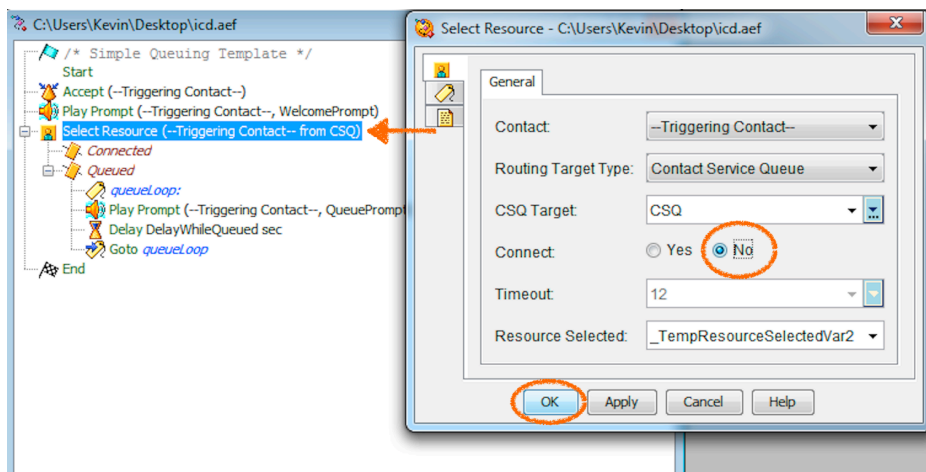 C:\Users\Kevin\Desktop\icd.aef
/* Simple Queuing Template */
Start
Accept (--Triggering Contact--)
Play Prompt (--Triggering Contact--, WelcomePrompt)
Select Resource (--Triggering Contact-- from CSQ)
Connected
Queued
queueLoop:
Play Prompt (--Triggering Contact--, QueuePrompt
Delay DelayWhileQueued sec
Goto queueLoop
End
Select Resource - C:\Users\Kevin\Desktop\icd.aef
General
Contact: --Triggering Contact--
Routing Target Type: Contact Service Queue
CSQ Target: CSQ
Connect: Yes No
Timeout: 12
Resource Selected: _TempResourceSelectedVar2
OK Apply Cancel Help